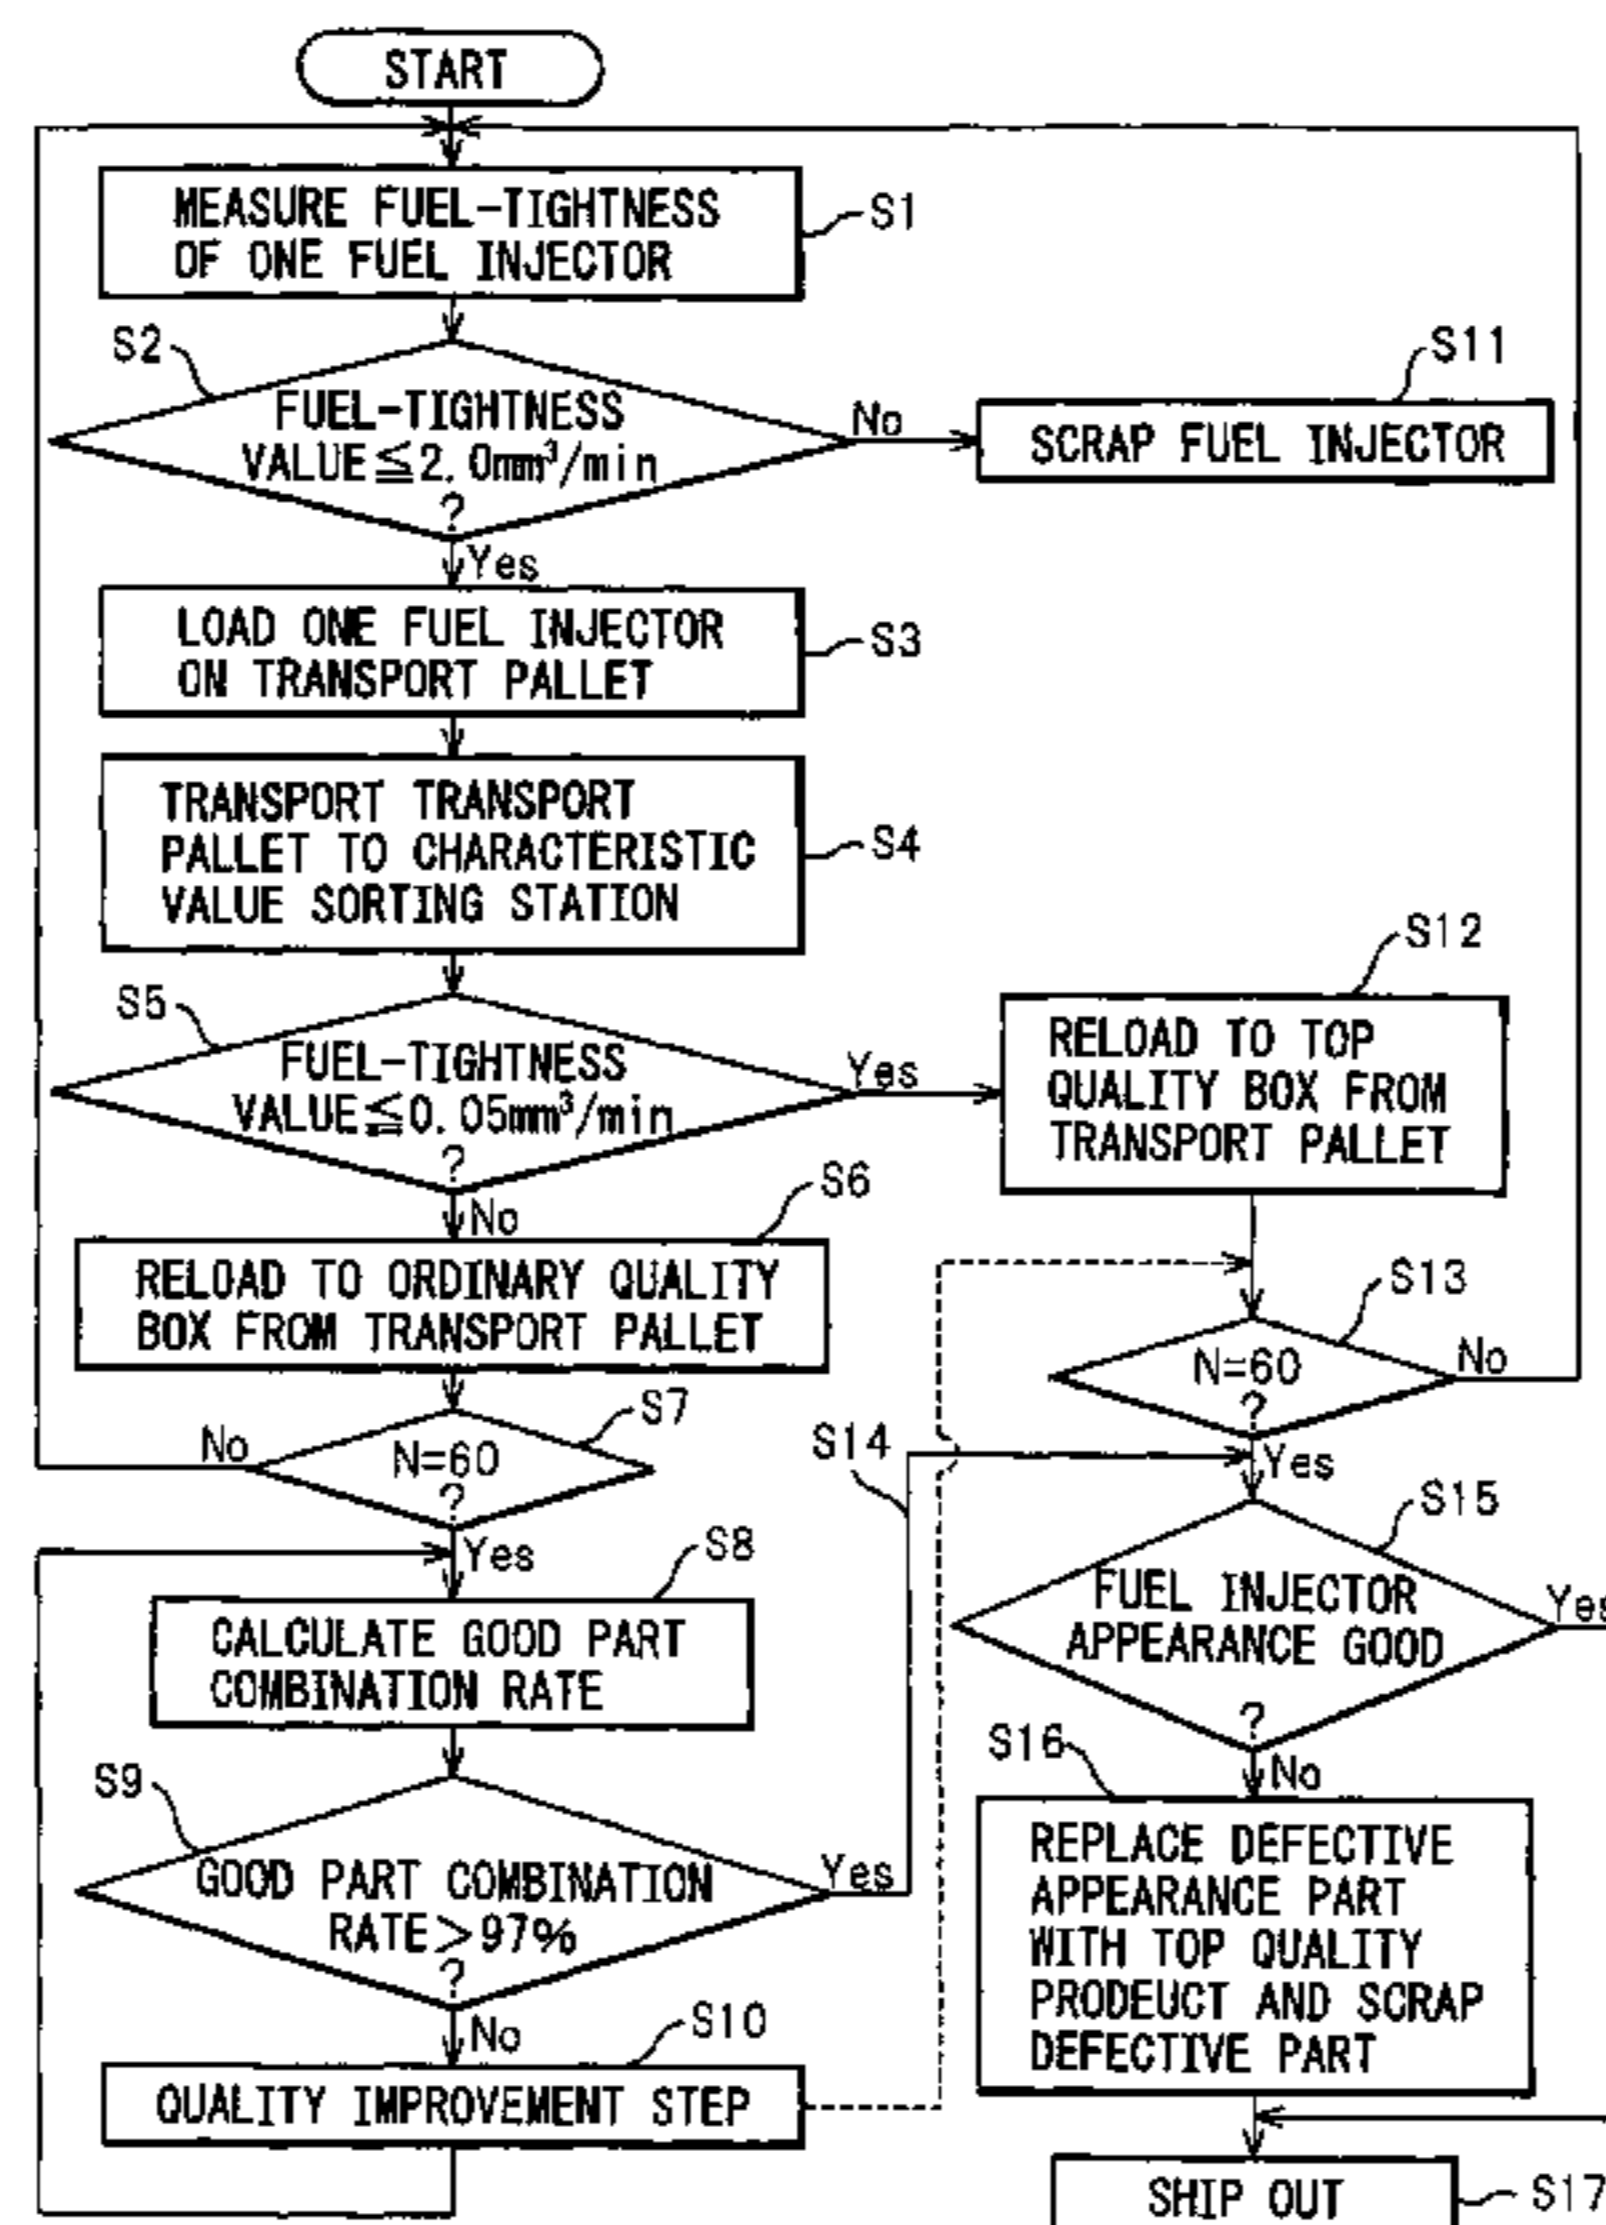 START
MEASURE FUEL-TIGHTNESS
OF ONE FUEL INJECTOR
S1
S2
FUEL-TIGHTNESS
VALUE≦2.0mm³/min
?
No
Yes
S11
SCRAP FUEL INJECTOR
LOAD ONE FUEL INJECTOR
ON TRANSPORT PALLET
S3
TRANSPORT TRANSPORT
PALLET TO CHARACTERISTIC
VALUE SORTING STATION
S4
S5
FUEL-TIGHTNESS
VALUE≦0.05mm³/min
?
Yes
No
S12
RELOAD TO TOP
QUALITY BOX FROM
TRANSPORT PALLET
S6
RELOAD TO ORDINARY QUALITY
BOX FROM TRANSPORT PALLET
S13
N=60
?
No
Yes
S7
N=60
?
No
Yes
S14
S8
CALCULATE GOOD PART
COMBINATION RATE
S15
FUEL INJECTOR
APPEARANCE GOOD
?
Yes
No
S9
GOOD PART COMBINATION
RATE>97%
?
Yes
No
S16
REPLACE DEFECTIVE
APPEARANCE PART
WITH TOP QUALITY
PRODEUCT AND SCRAP
DEFECTIVE PART
S10
QUALITY IMPROVEMENT STEP
SHIP OUT
S17